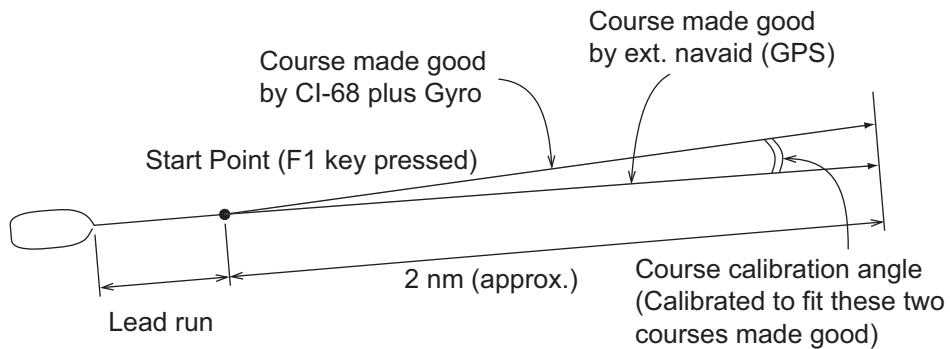 Course made good
by ext. navaid (GPS)
Course made good
by CI-68 plus Gyro
Start Point (F1 key pressed)
2 nm (approx.)
Lead run
Course calibration angle
(Calibrated to fit these two
courses made good)